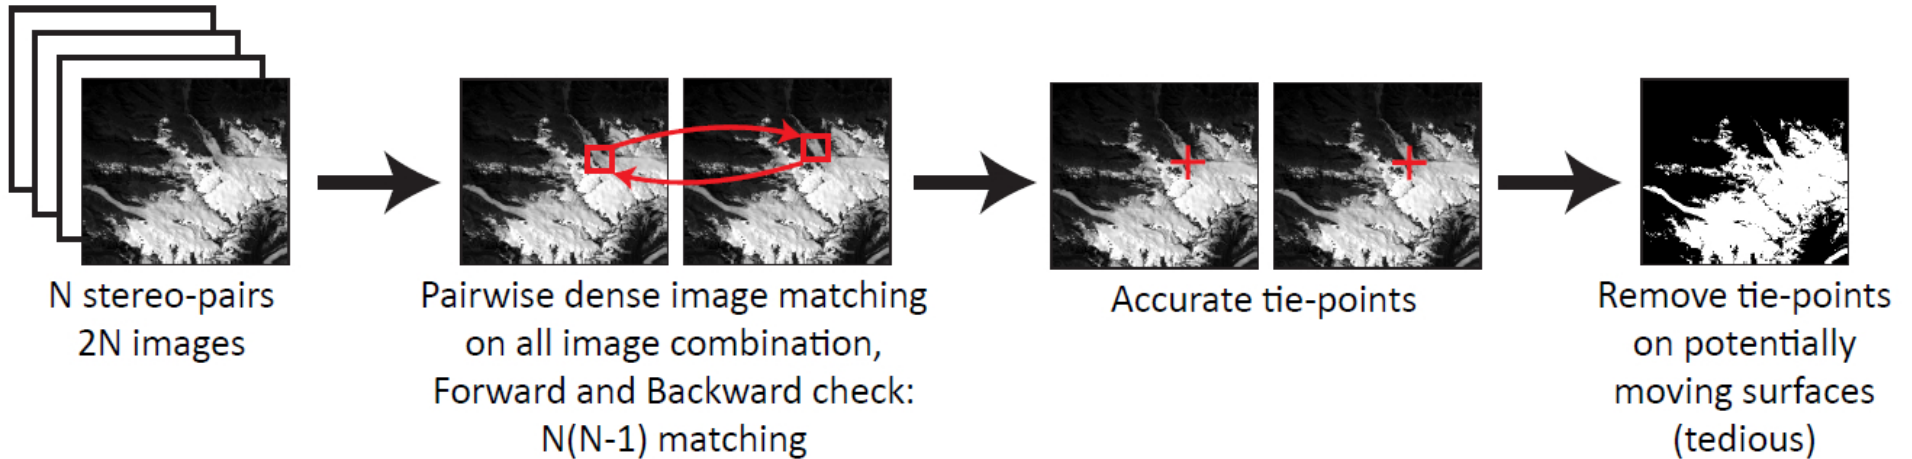 N stereo-pairs
2N images
Pairwise dense image matching
on all image combination,
Forward and Backward check:
N(N-1) matching
Accurate tie-points
Remove tie-points
on potentially
moving surfaces
(tedious)